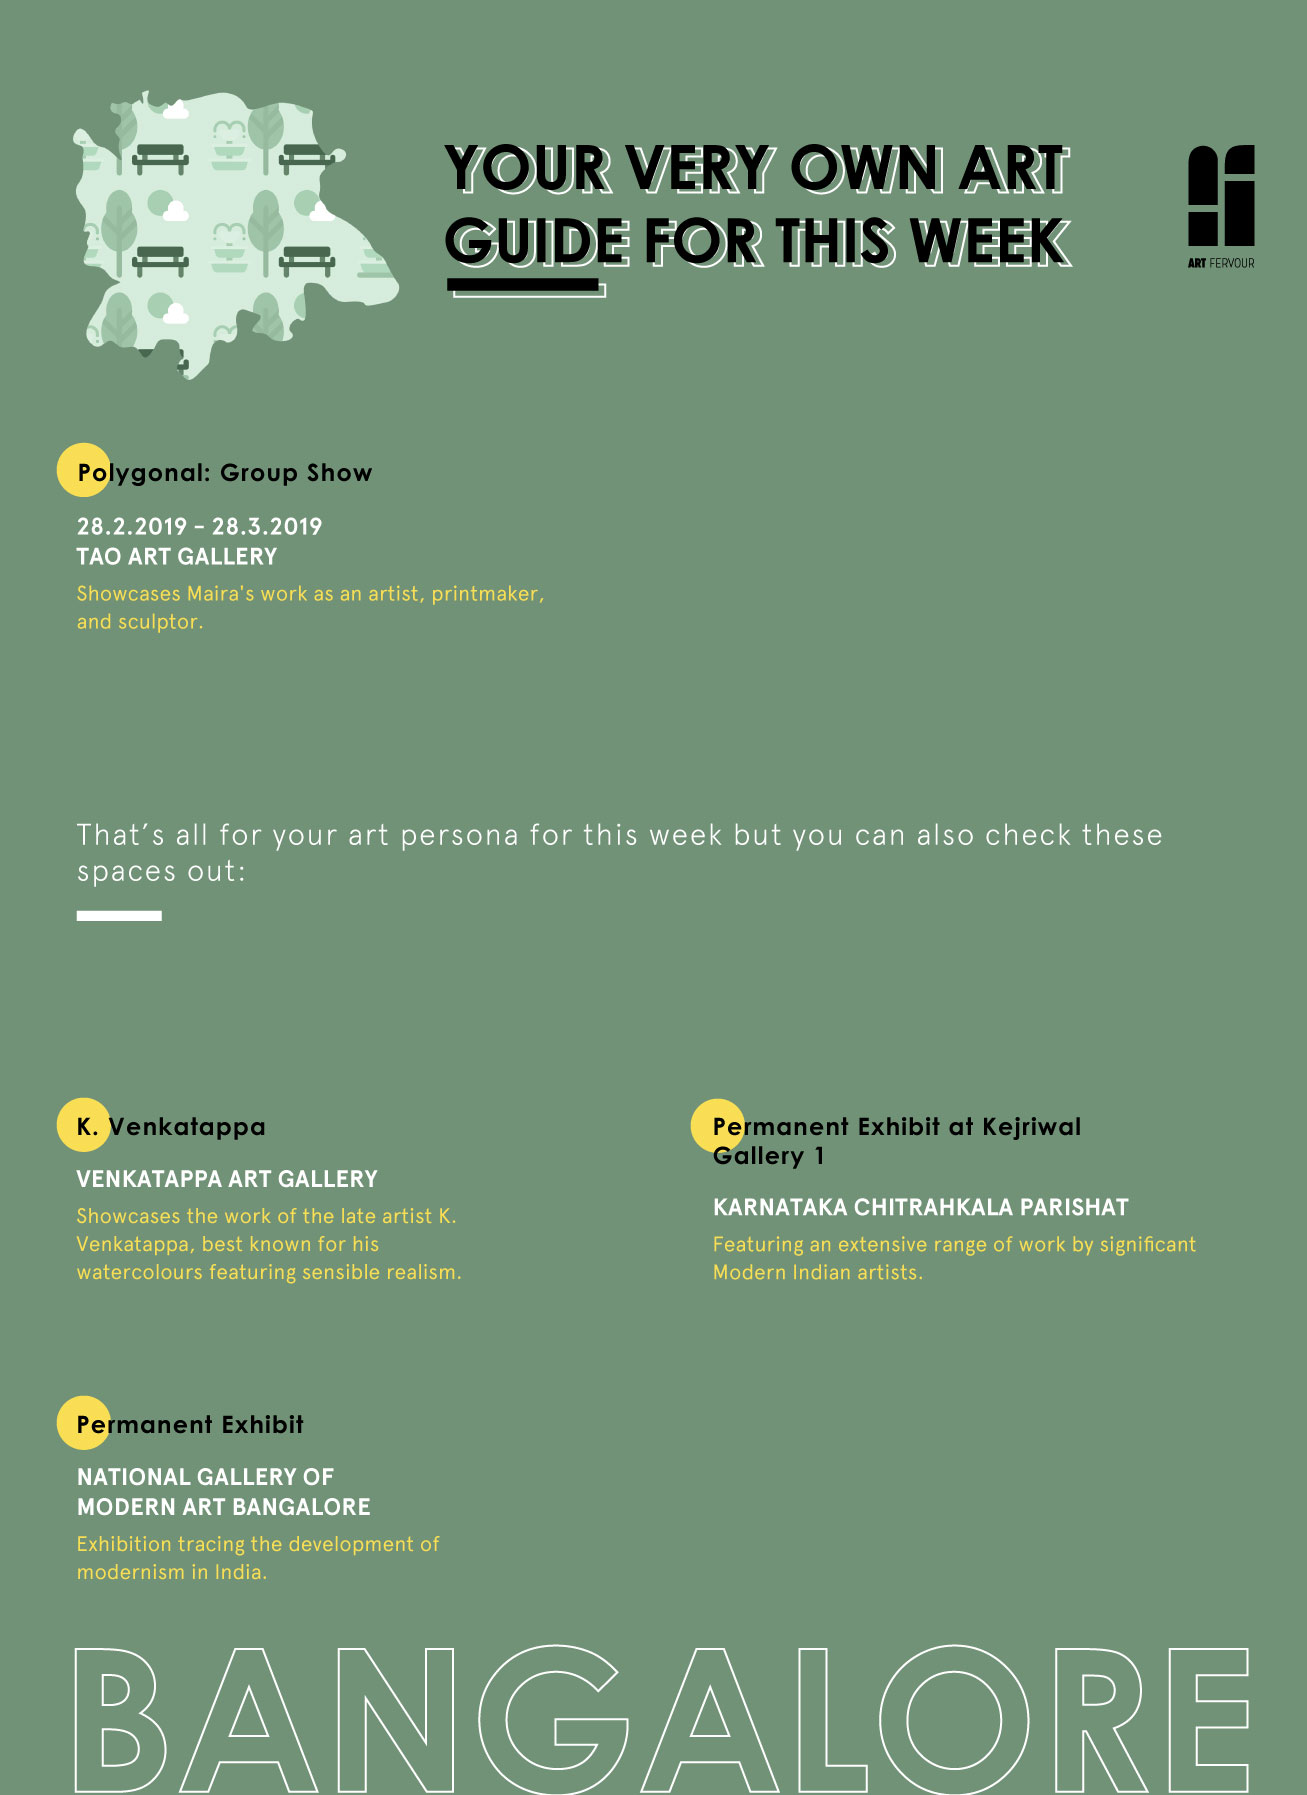 YOUR VERY OWN ART
GUIDE FOR THIS WEEK
ART FERVOUR
Polygonal: Group Show
28.2.2019 – 28.3.2019
TAO ART GALLERY
Showcases Maira's work as an artist, printmaker,
and sculptor.
That’s all for your art persona for this week but you can also check these
spaces out:
K. Venkatappa
VENKATAPPA ART GALLERY
Showcases the work of the late artist K.
Venkatappa, best known for his
watercolours featuring sensible realism.
Permanent Exhibit at Kejriwal
Gallery 1
KARNATAKA CHITRAHKALA PARISHAT
Featuring an extensive range of work by significant
Modern Indian artists.
Permanent Exhibit
NATIONAL GALLERY OF
MODERN ART BANGALORE
Exhibition tracing the development of
modernism in India.
BANGALORE